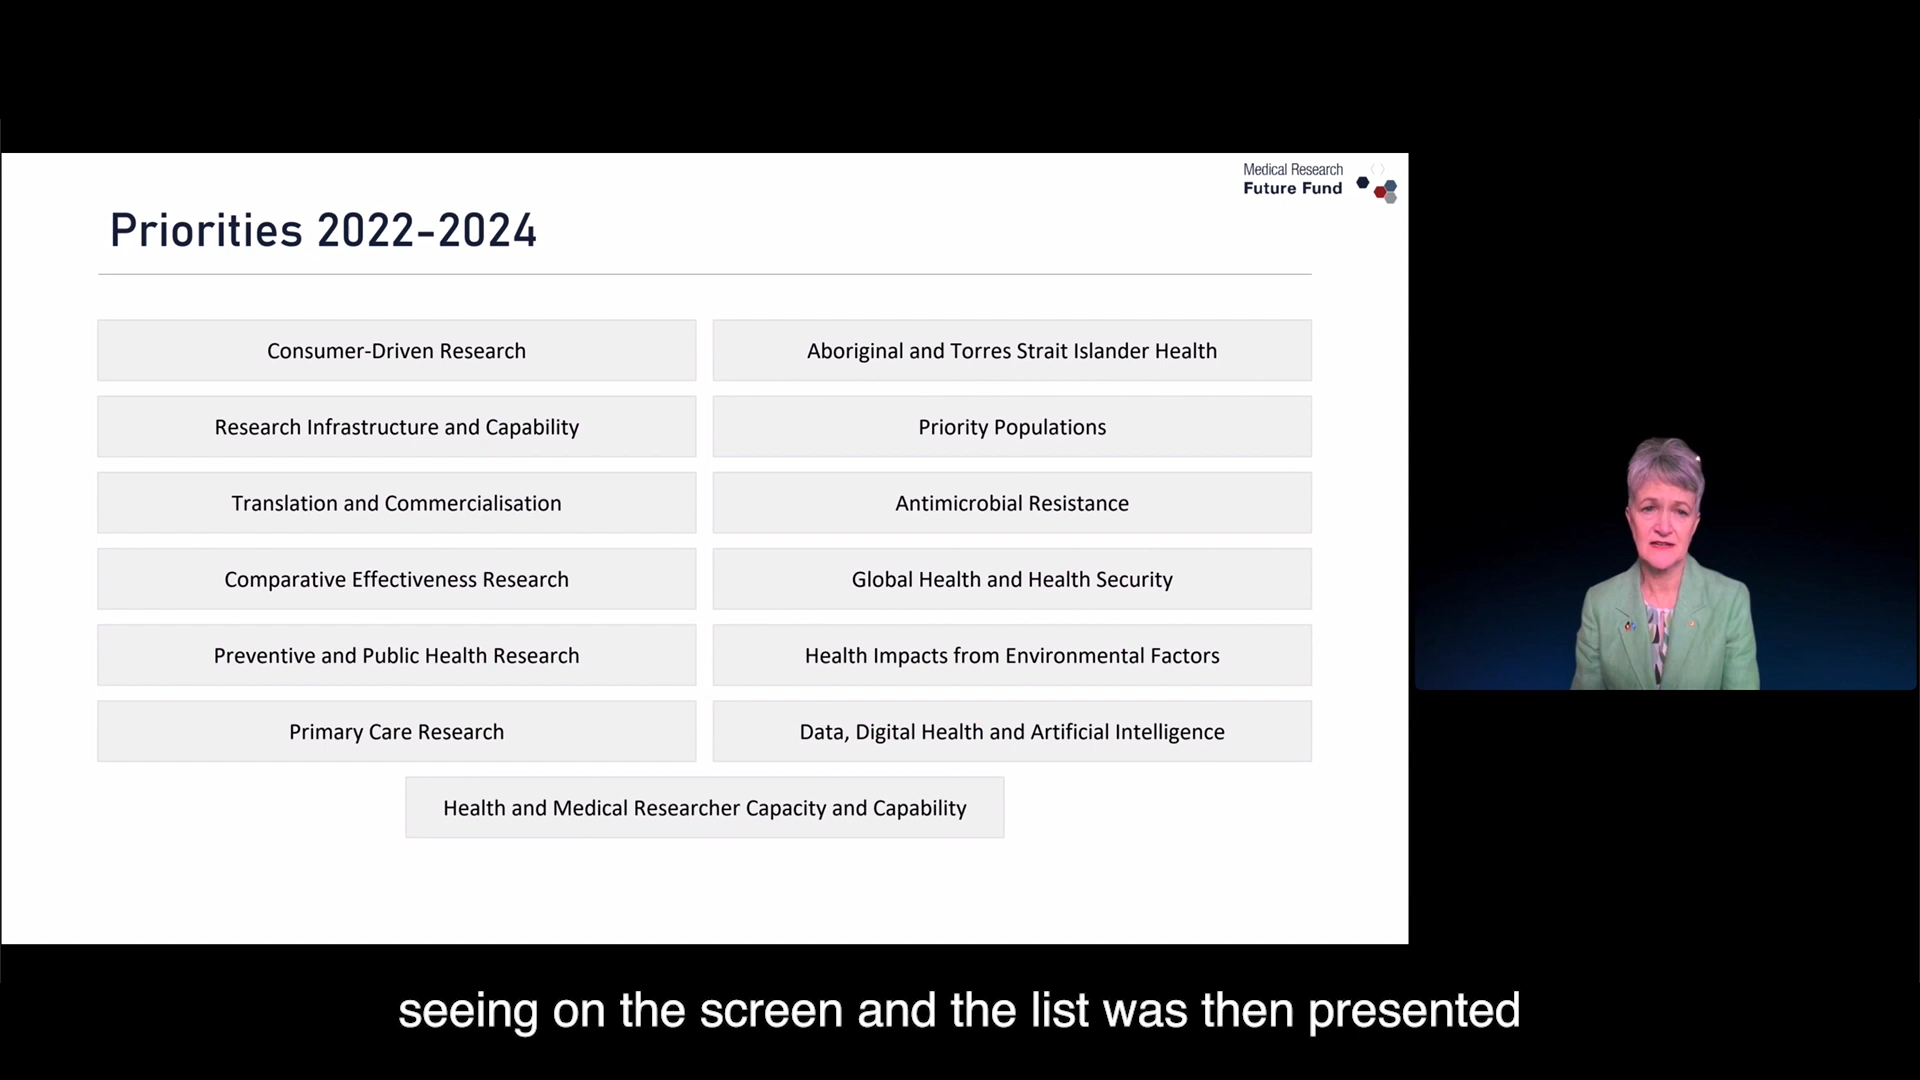 Medical Research
Future Fund
Priorities 2022-2024
Consumer-Driven Research
Aboriginal and Torres Strait Islander Health
Research Infrastructure and Capability
Priority Populations
Translation and Commercialisation
Antimicrobial Resistance
Comparative Effectiveness Research
Global Health and Health Security
Preventive and Public Health Research
Health Impacts from Environmental Factors
Primary Care Research
Data, Digital Health and Artificial Intelligence
Health and Medical Researcher Capacity and Capability
seeing on the screen and the list was then presented